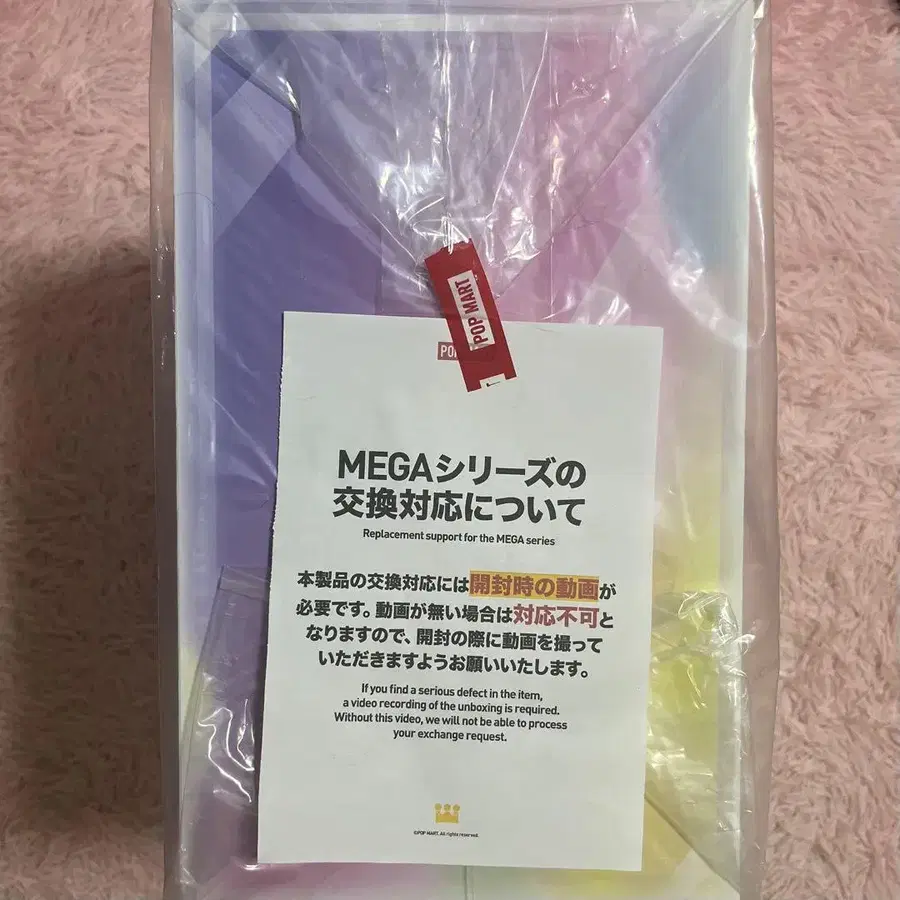 POP MART
PO
MEGAシリーズの
交換対応について
Replacement support for the MEGA series
本製品の交換対応には開封時の動画が
必要です。動画が無い場合は対応不可と
なりますので、開封の際に動画を撮って
いただきますようお願いいたします。
If you find a serious defect in the item,
a video recording of the unboxing is required.
Without this video, we will not be able to process
your exchange request.
©POP MART. All rights reserved.